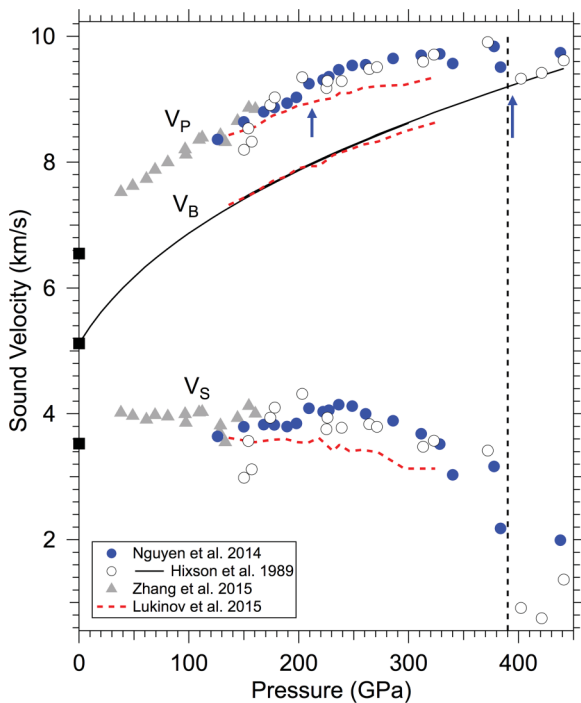 10
8
6
4
2
Sound Velocity (km/s)
V_P
V_B
V_S
Nguyen et al. 2014
Hixson et al. 1989
Zhang et al. 2015
Lukinov et al. 2015
0 100 200 300 400
Pressure (GPa)